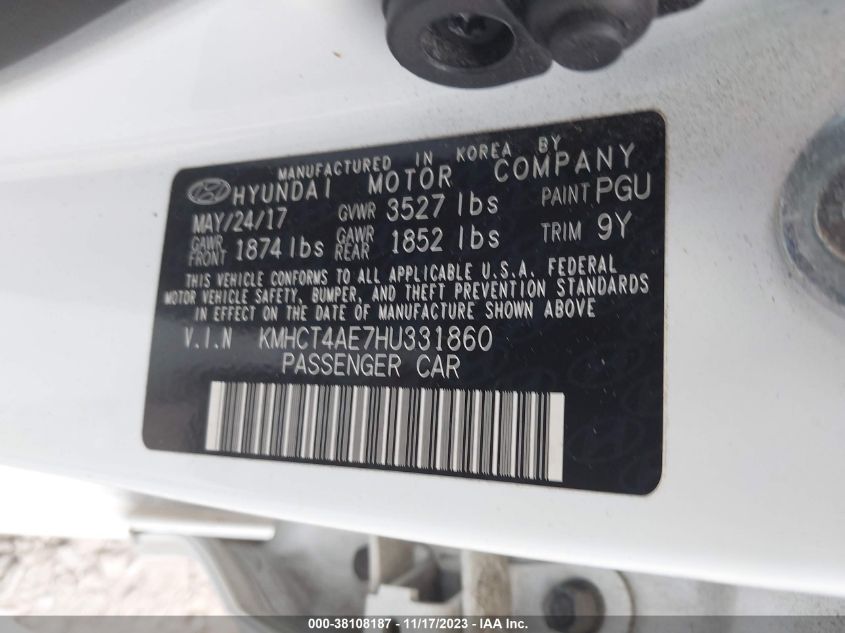 MANUFACTURED IN KOREA BY
HYUNDAI MOTOR COMPANY
MAY/24/17 GVWR 3527 lbs PAINT PGU
GAWR FRONT 1874 lbs GAWR REAR 1852 lbs TRIM 9Y
THIS VEHICLE CONFORMS TO ALL APPLICABLE U.S.A. FEDERAL
MOTOR VEHICLE SAFETY, BUMPER, AND THEFT PREVENTION STANDARDS
IN EFFECT ON THE DATE OF MANUFACTURE SHOWN ABOVE
V.I.N KMHCT4AE7HU331860
PASSENGER CAR
000-38108187 - 11/17/2023 - IAAI.com